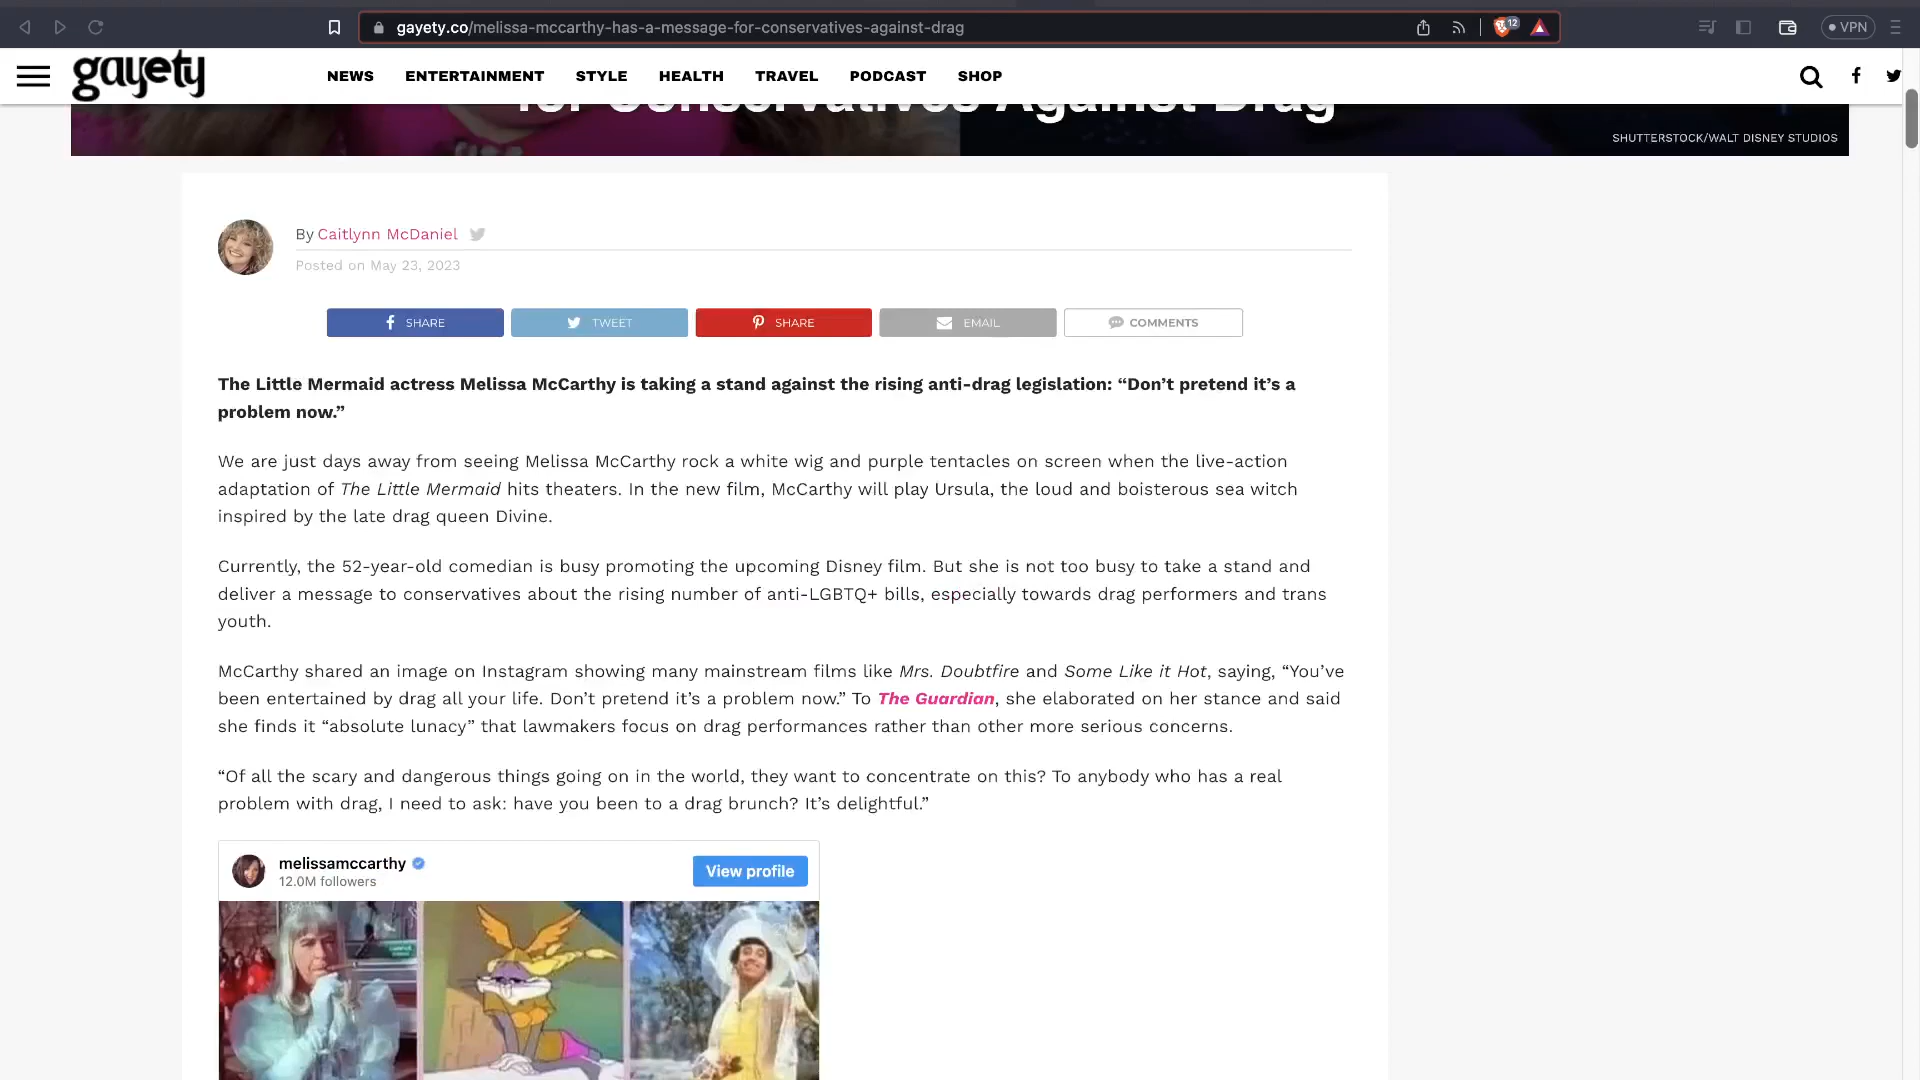 gayety.co/melissa-mccarthy-has-a-message-for-conservatives-against-drag
12
VPN
gayety
NEWS
ENTERTAINMENT
STYLE
HEALTH
TRAVEL
PODCAST
SHOP
for Conservatives Against Drag
SHUTTERSTOCK/WALT DISNEY STUDIOS
By Caitlynn McDaniel
Posted on May 23, 2023
SHARE
TWEET
SHARE
EMAIL
COMMENTS
The Little Mermaid actress Melissa McCarthy is taking a stand against the rising anti-drag legislation: “Don’t pretend it’s a
problem now.”
We are just days away from seeing Melissa McCarthy rock a white wig and purple tentacles on screen when the live-action
adaptation of The Little Mermaid hits theaters. In the new film, McCarthy will play Ursula, the loud and boisterous sea witch
inspired by the late drag queen Divine.
Currently, the 52-year-old comedian is busy promoting the upcoming Disney film. But she is not too busy to take a stand and
deliver a message to conservatives about the rising number of anti-LGBTQ+ bills, especially towards drag performers and trans
youth.
McCarthy shared an image on Instagram showing many mainstream films like Mrs. Doubtfire and Some Like it Hot, saying, “You’ve
been entertained by drag all your life. Don’t pretend it’s a problem now.” To The Guardian, she elaborated on her stance and said
she finds it “absolute lunacy” that lawmakers focus on drag performances rather than other more serious concerns.
“Of all the scary and dangerous things going on in the world, they want to concentrate on this? To anybody who has a real
problem with drag, I need to ask: have you been to a drag brunch? It’s delightful.”
melissamccarthy
12.0M followers
View profile